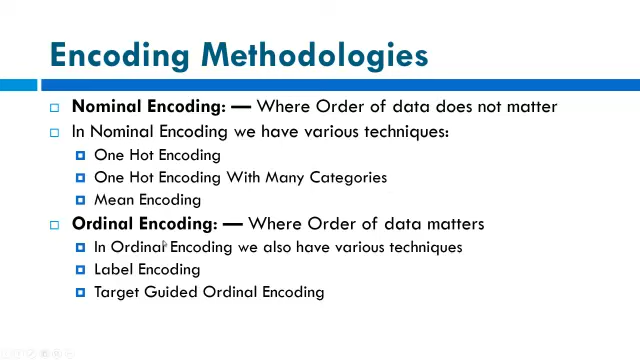 Encoding Methodologies
Nominal Encoding: — Where Order of data does not matter
In Nominal Encoding we have various techniques:
One Hot Encoding
One Hot Encoding With Many Categories
Mean Encoding
Ordinal Encoding: — Where Order of data matters
In Ordinal Encoding we also have various techniques
Label Encoding
Target Guided Ordinal Encoding